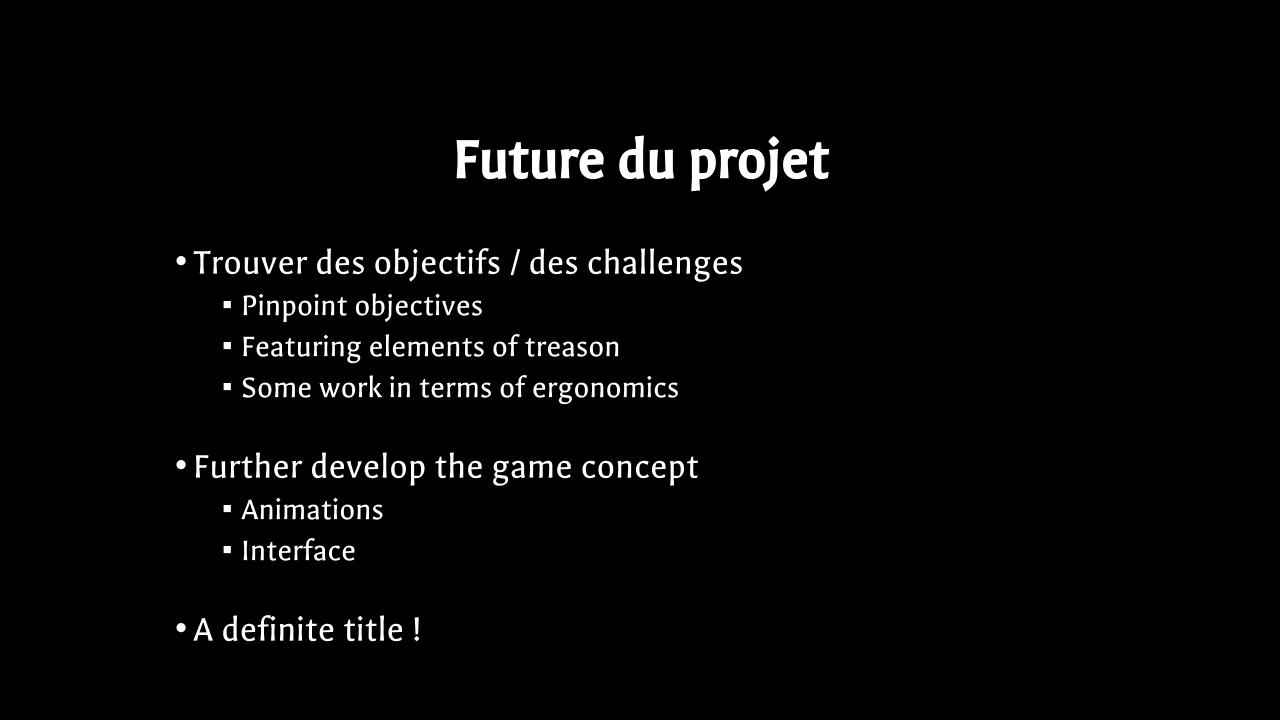 Future du projet
• Trouver des objectifs / des challenges
▪ Pinpoint objectives
▪ Featuring elements of treason
▪ Some work in terms of ergonomics
• Further develop the game concept
▪ Animations
▪ Interface
• A definite title !